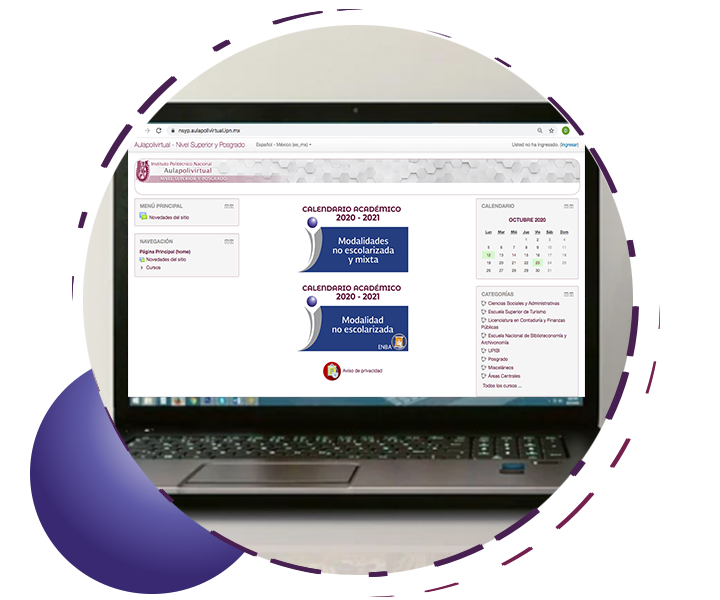 nsyp.aulapolivirtual.ipn.mx
Aulapolivirtual - Nivel Superior y Posgrado
Español - México (es_mx)
Usted no ha ingresado. (Ingresar)
Instituto Politécnico Nacional
Aulapolivirtual
NIVEL SUPERIOR Y POSGRADO
MENÚ PRINCIPAL
Novedades del sitio
NAVEGACIÓN
Página Principal (home)
Novedades del sitio
Cursos
CALENDARIO ACADÉMICO
2020 - 2021
Modalidades
no escolarizada
y mixta
CALENDARIO ACADÉMICO
2020 - 2021
Modalidad
no escolarizada
ENBA
Aviso de privacidad
CALENDARIO
OCTUBRE 2020
Lun Mar Mié Jue Vie Sáb Dom
1 2 3 4
5 6 7 8 9 10 11
12 13 14 15 16 17 18
19 20 21 22 23 24 25
26 27 28 29 30 31
CATEGORÍAS
Ciencias Sociales y Administrativas
Escuela Superior de Turismo
Licenciatura en Contaduría y Finanzas
Públicas
Escuela Nacional de Biblioteconomía y
Archivonomía
UPIBI
Posgrado
Misceláneos
Áreas Centrales
Todos los cursos ...